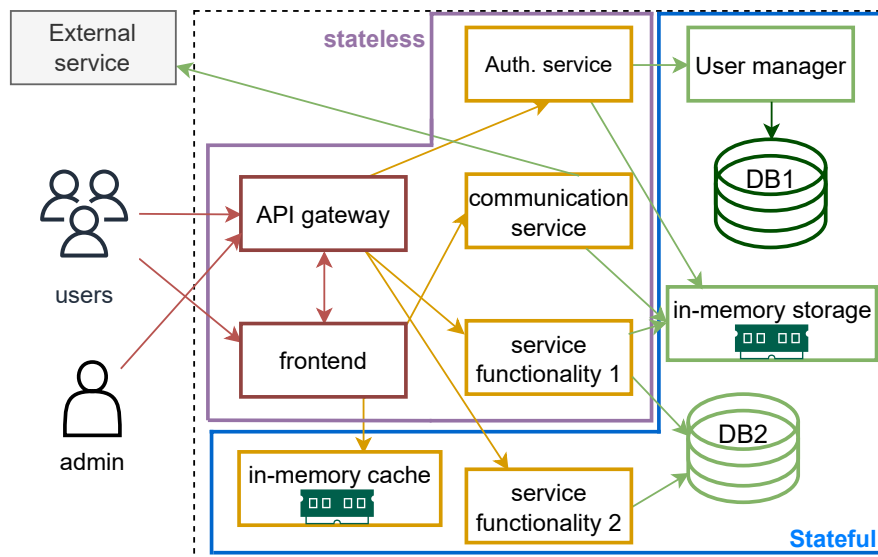 External
service
stateless
Auth. service
User manager
DB1
API gateway
communication
service
users
in-memory storage
frontend
service
functionality 1
DB2
admin
in-memory cache
service
functionality 2
Stateful